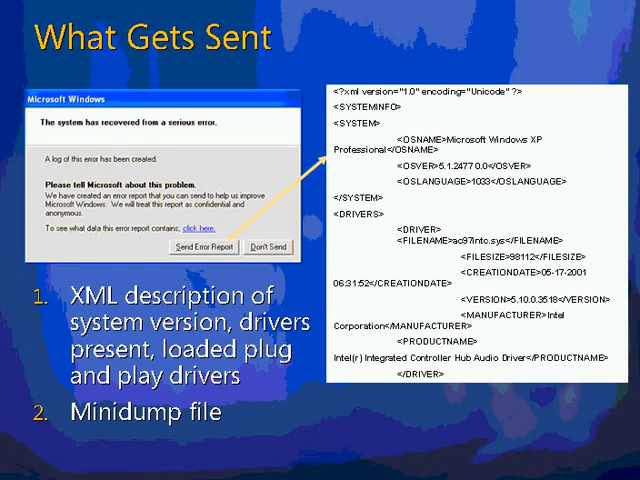 What Gets Sent
Microsoft Windows
The system has recovered from a serious error.
A log of this error has been created.
Please tell Microsoft about this problem.
We have created an error report that you can send to help us improve
Microsoft Windows. We will treat this report as confidential and
anonymous.
To see what data this error report contains, click here.
Send Error Report
Don't Send
1. XML description of
system version, drivers
present, loaded plug
and play drivers
2. Minidump file
<?xml version="1.0" encoding="Unicode" ?>
<SYSTEMINFO>
<SYSTEM>
<OSNAME>Microsoft Windows XP
Professional</OSNAME>
<OSVER>5.1.2477 0.0</OSVER>
<OSLANGUAGE>1033</OSLANGUAGE>
</SYSTEM>
<DRIVERS>
<DRIVER>
<FILENAME>ac97intc.sys</FILENAME>
<FILESIZE>98112</FILESIZE>
<CREATIONDATE>05-17-2001
06:31:52</CREATIONDATE>
<VERSION>5.10.0.3518</VERSION>
<MANUFACTURER>Intel
Corporation</MANUFACTURER>
<PRODUCTNAME>
Intel(r) Integrated Controller Hub Audio Driver</PRODUCTNAME>
</DRIVER>